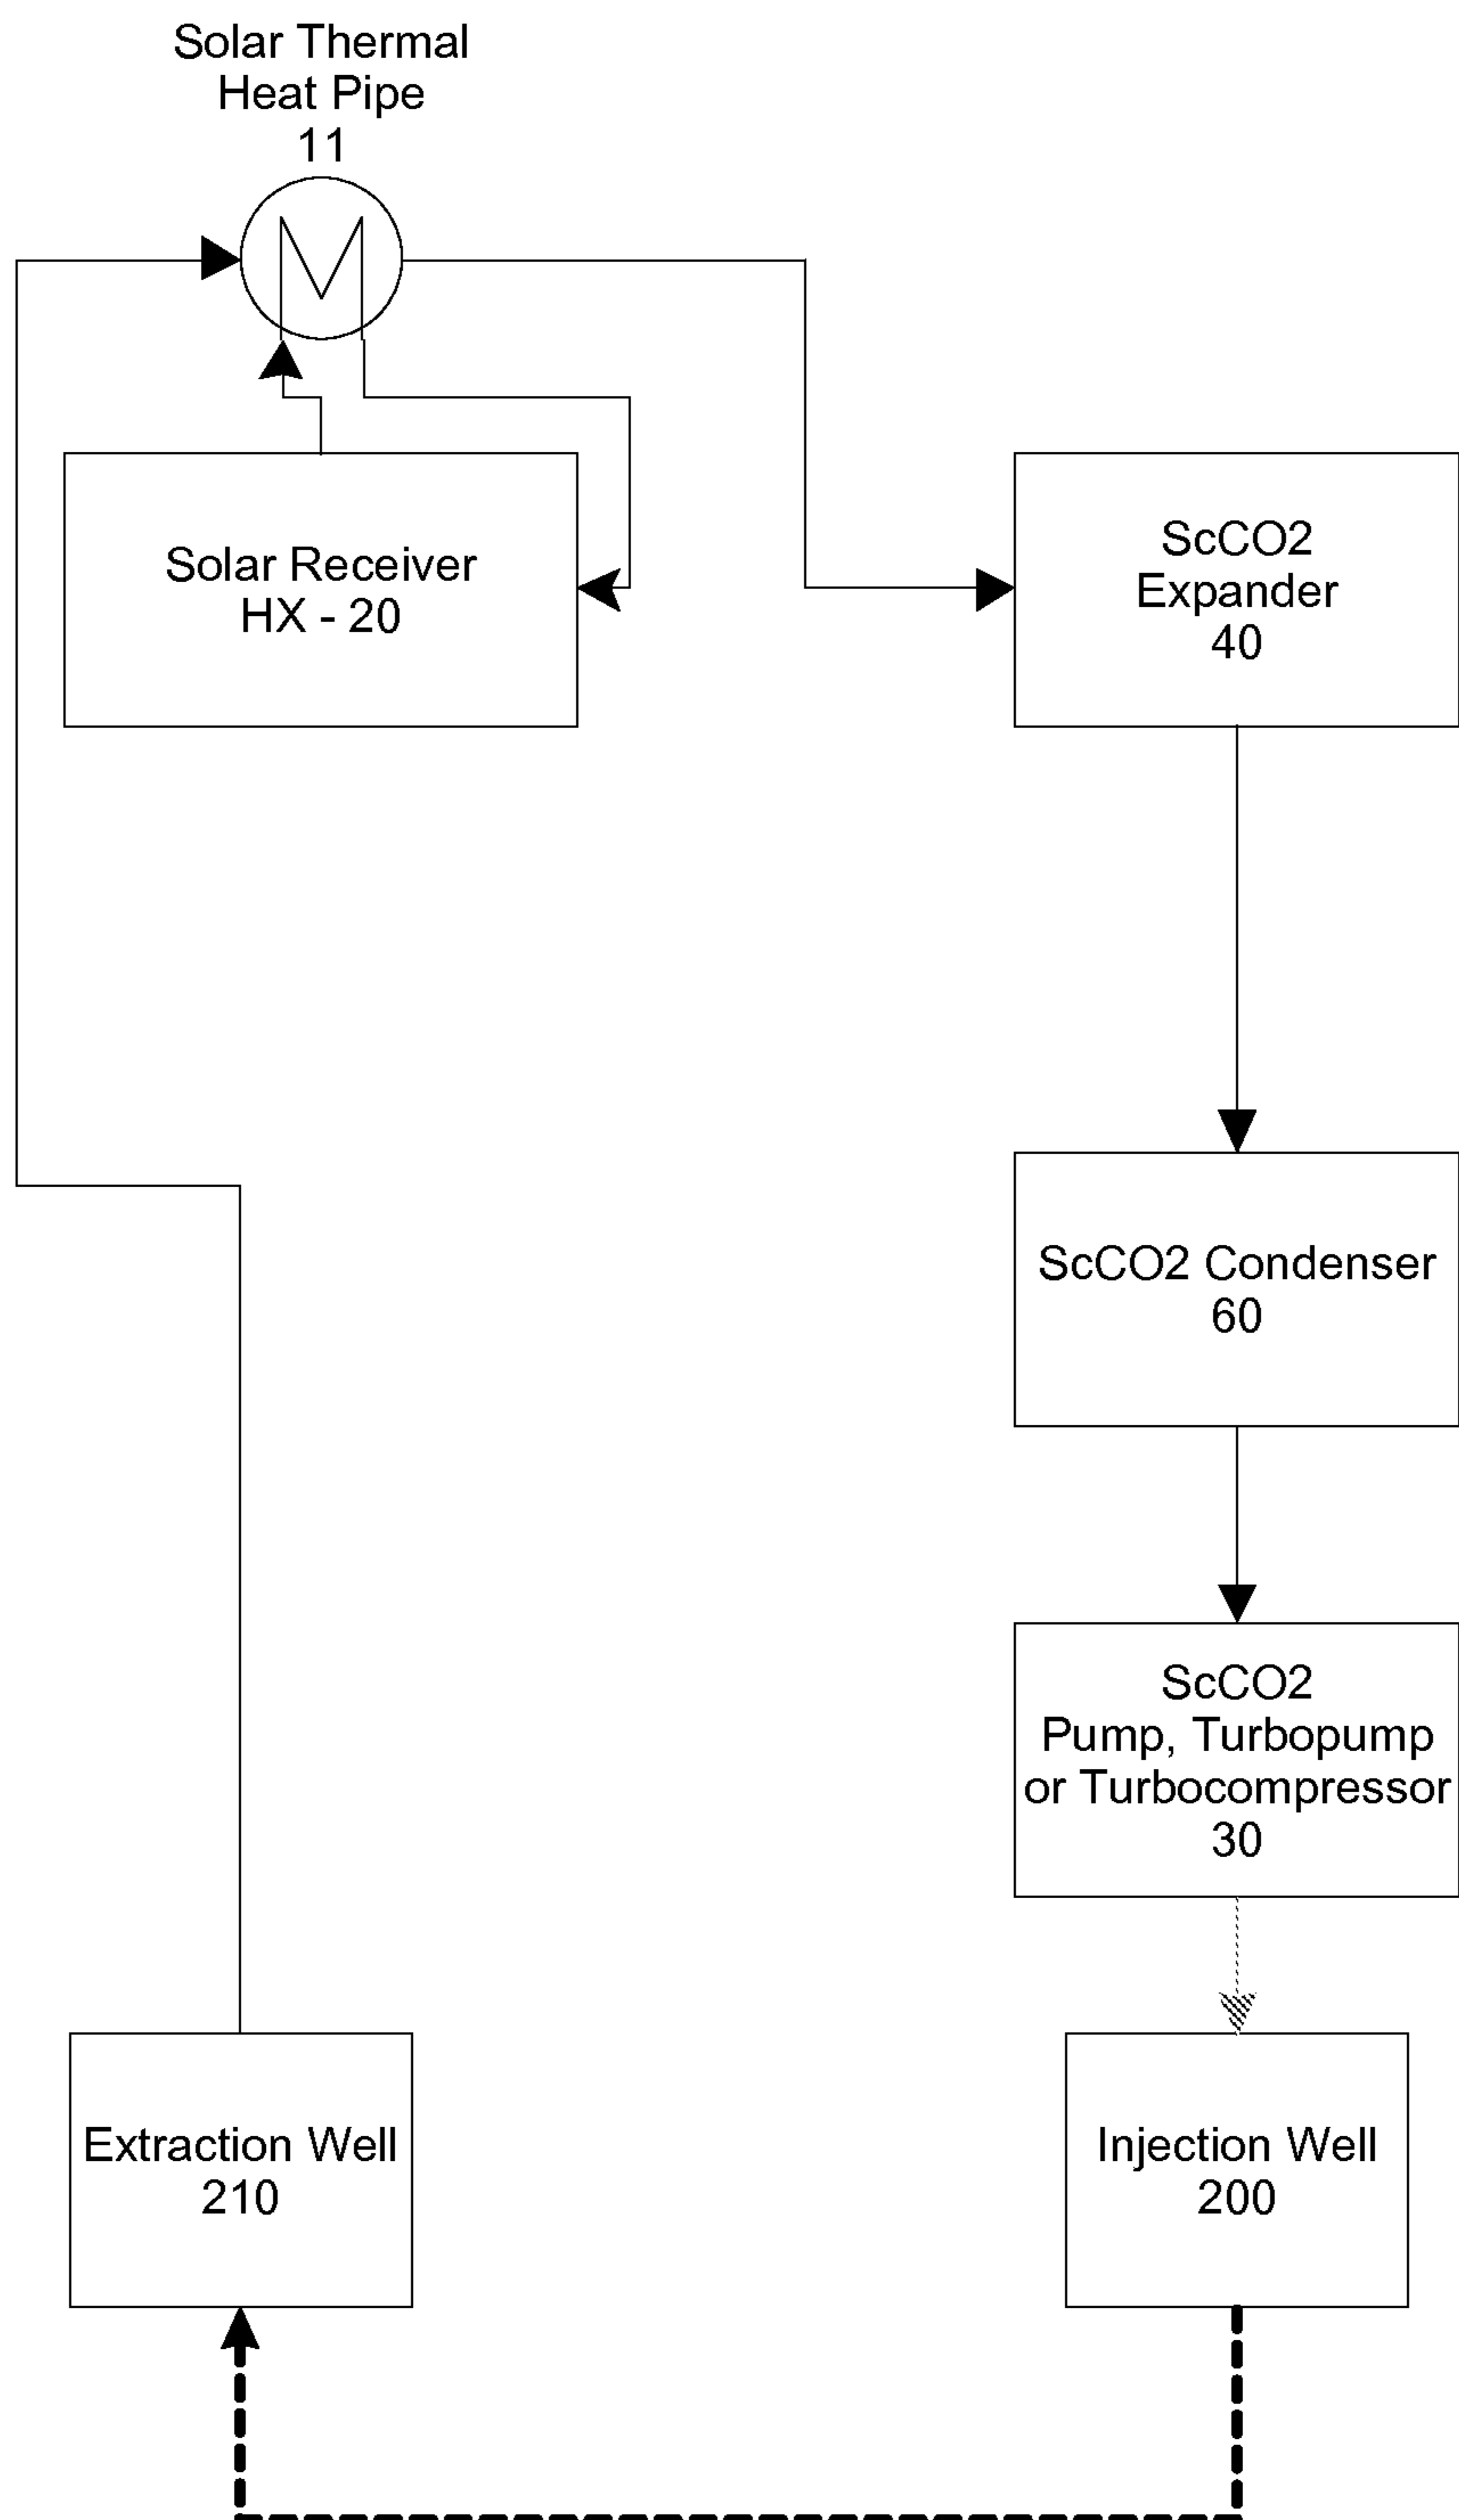 Solar Thermal
Heat Pipe
11
Solar Receiver
HX - 20
ScCO2
Expander
40
ScCO2 Condenser
60
ScCO2
Pump, Turbopump
or Turbocompressor
30
Extraction Well
210
Injection Well
200